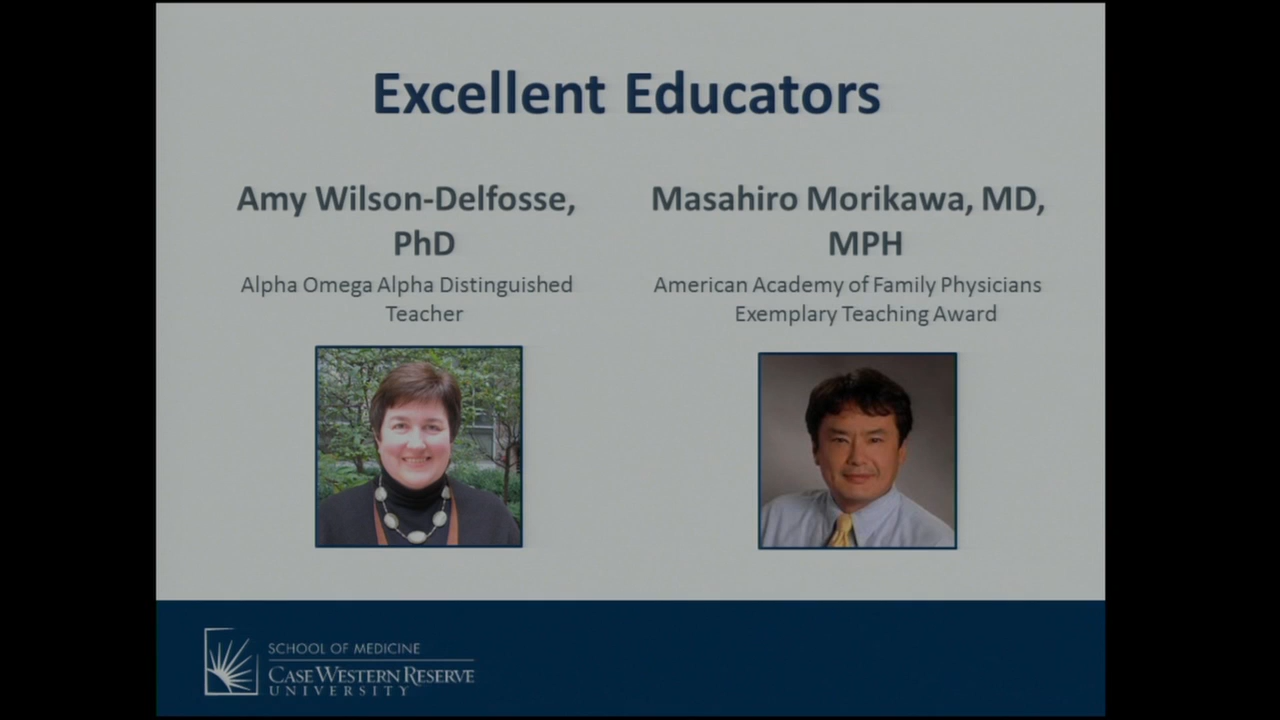 Excellent Educators
Amy Wilson-Delfosse,
PhD
Alpha Omega Alpha Distinguished
Teacher
Masahiro Morikawa, MD,
MPH
American Academy of Family Physicians
Exemplary Teaching Award
SCHOOL OF MEDICINE
CASE WESTERN RESERVE
UNIVERSITY